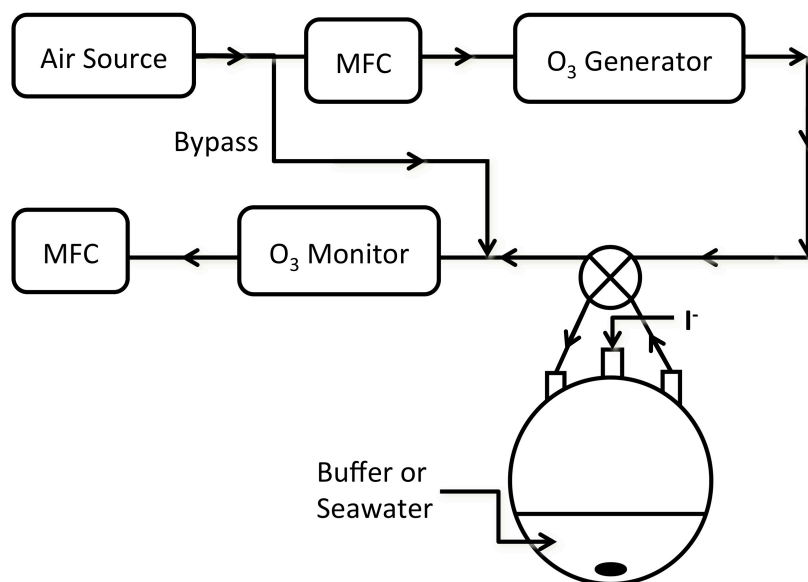 Air Source
MFC
O₃ Generator
Bypass
MFC
O₃ Monitor
I⁻
Buffer or
Seawater